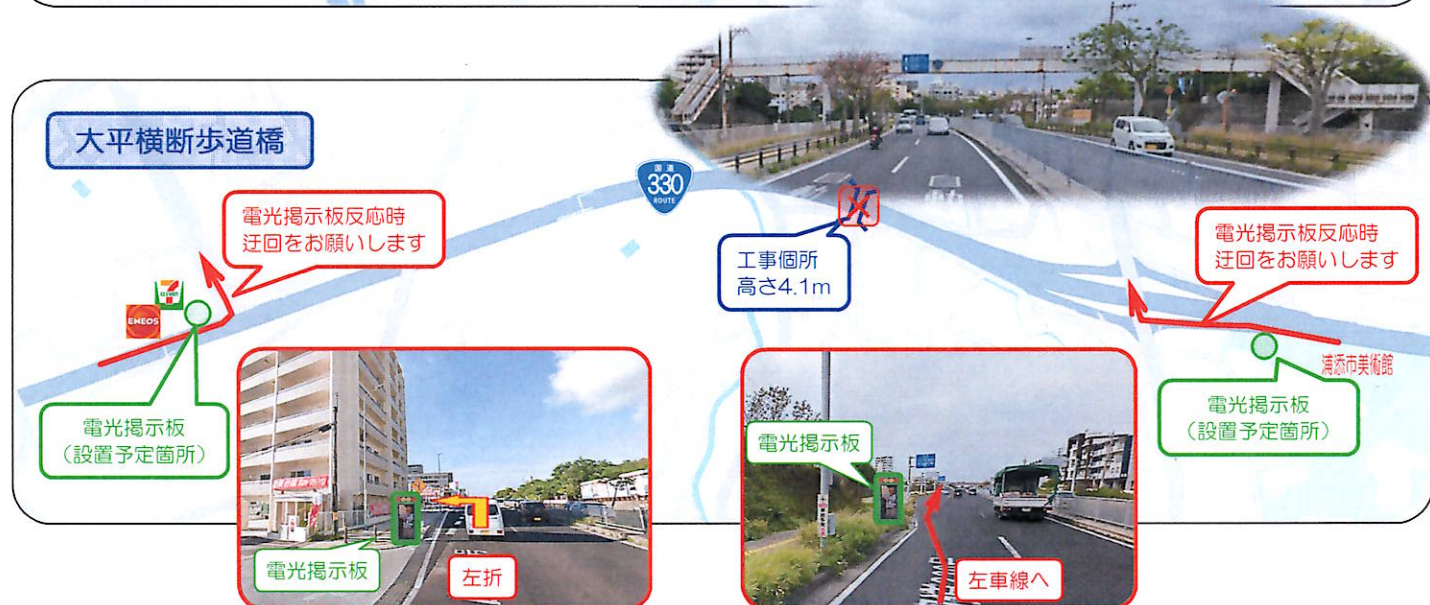 大平横断歩道橋
国道
330
ROUTE
電光掲示板反応時
迂回をお願いします
工事個所
高さ4.1m
電光掲示板反応時
迂回をお願いします
7
ELEVEN
ENEOS
浦添市美術館
電光掲示板
（設置予定箇所）
電光掲示板
（設置予定箇所）
電光掲示板
左折
電光掲示板
左車線へ